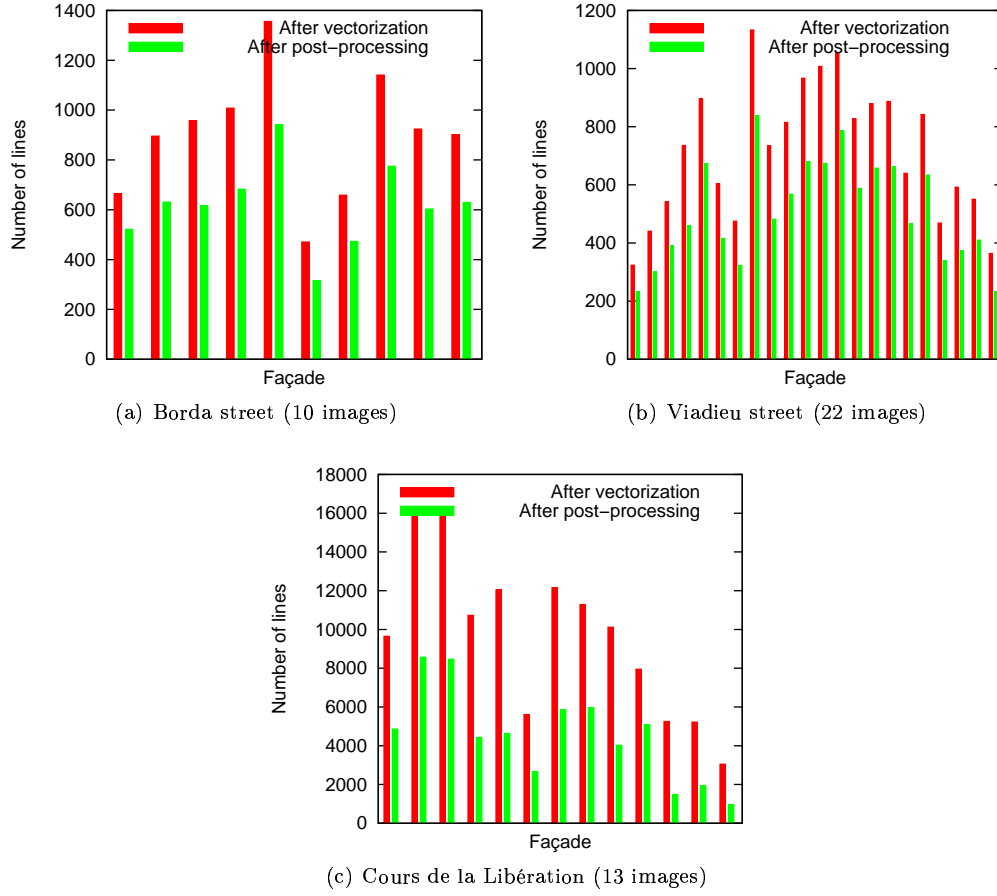 1400
1200
1000
800
600
400
200
0
Number of lines
After vectorization
After post-processing
Façade
(a) Borda street (10 images)
1200
1000
800
600
400
200
0
Number of lines
After vectorization
After post-processing
Façade
(b) Viadieu street (22 images)
18000
16000
14000
12000
10000
8000
6000
4000
2000
0
Number of lines
After vectorization
After post-processing
Façade
(c) Cours de la Libération (13 images)